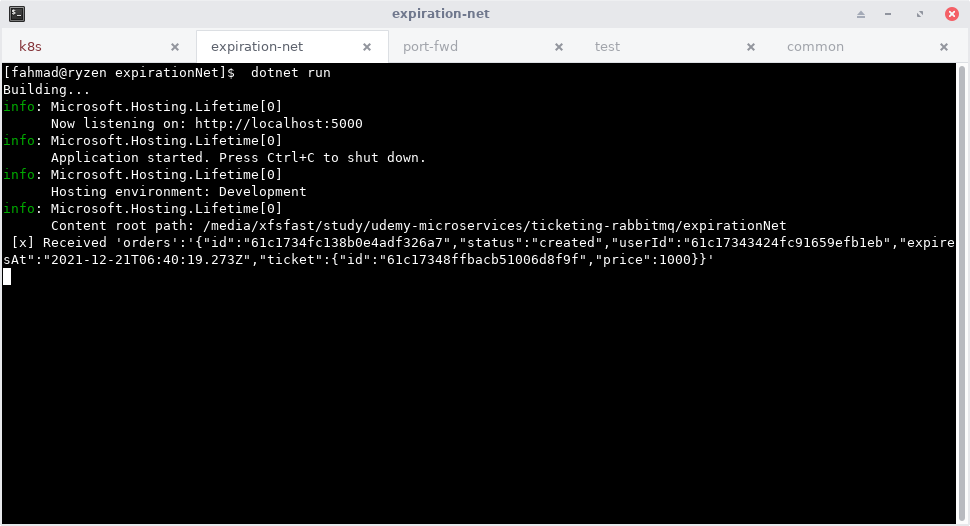 expiration-net
k8s
expiration-net
port-fwd
test
common
[fahmad@ryzen expirationNet]$  dotnet run
Building...
info: Microsoft.Hosting.Lifetime[0]
      Now listening on: http://localhost:5000
info: Microsoft.Hosting.Lifetime[0]
      Application started. Press Ctrl+C to shut down.
info: Microsoft.Hosting.Lifetime[0]
      Hosting environment: Development
info: Microsoft.Hosting.Lifetime[0]
      Content root path: /media/xfsfast/study/udemy-microservices/ticketing-rabbitmq/expirationNet
 [x] Received 'orders':'{"id":"61c1734fc138b0e4adf326a7","status":"created","userId":"61c17343424fc91659efb1eb","expire
sAt":"2021-12-21T06:40:19.273Z","ticket":{"id":"61c17348ffbacb51006d8f9f","price":1000}}'